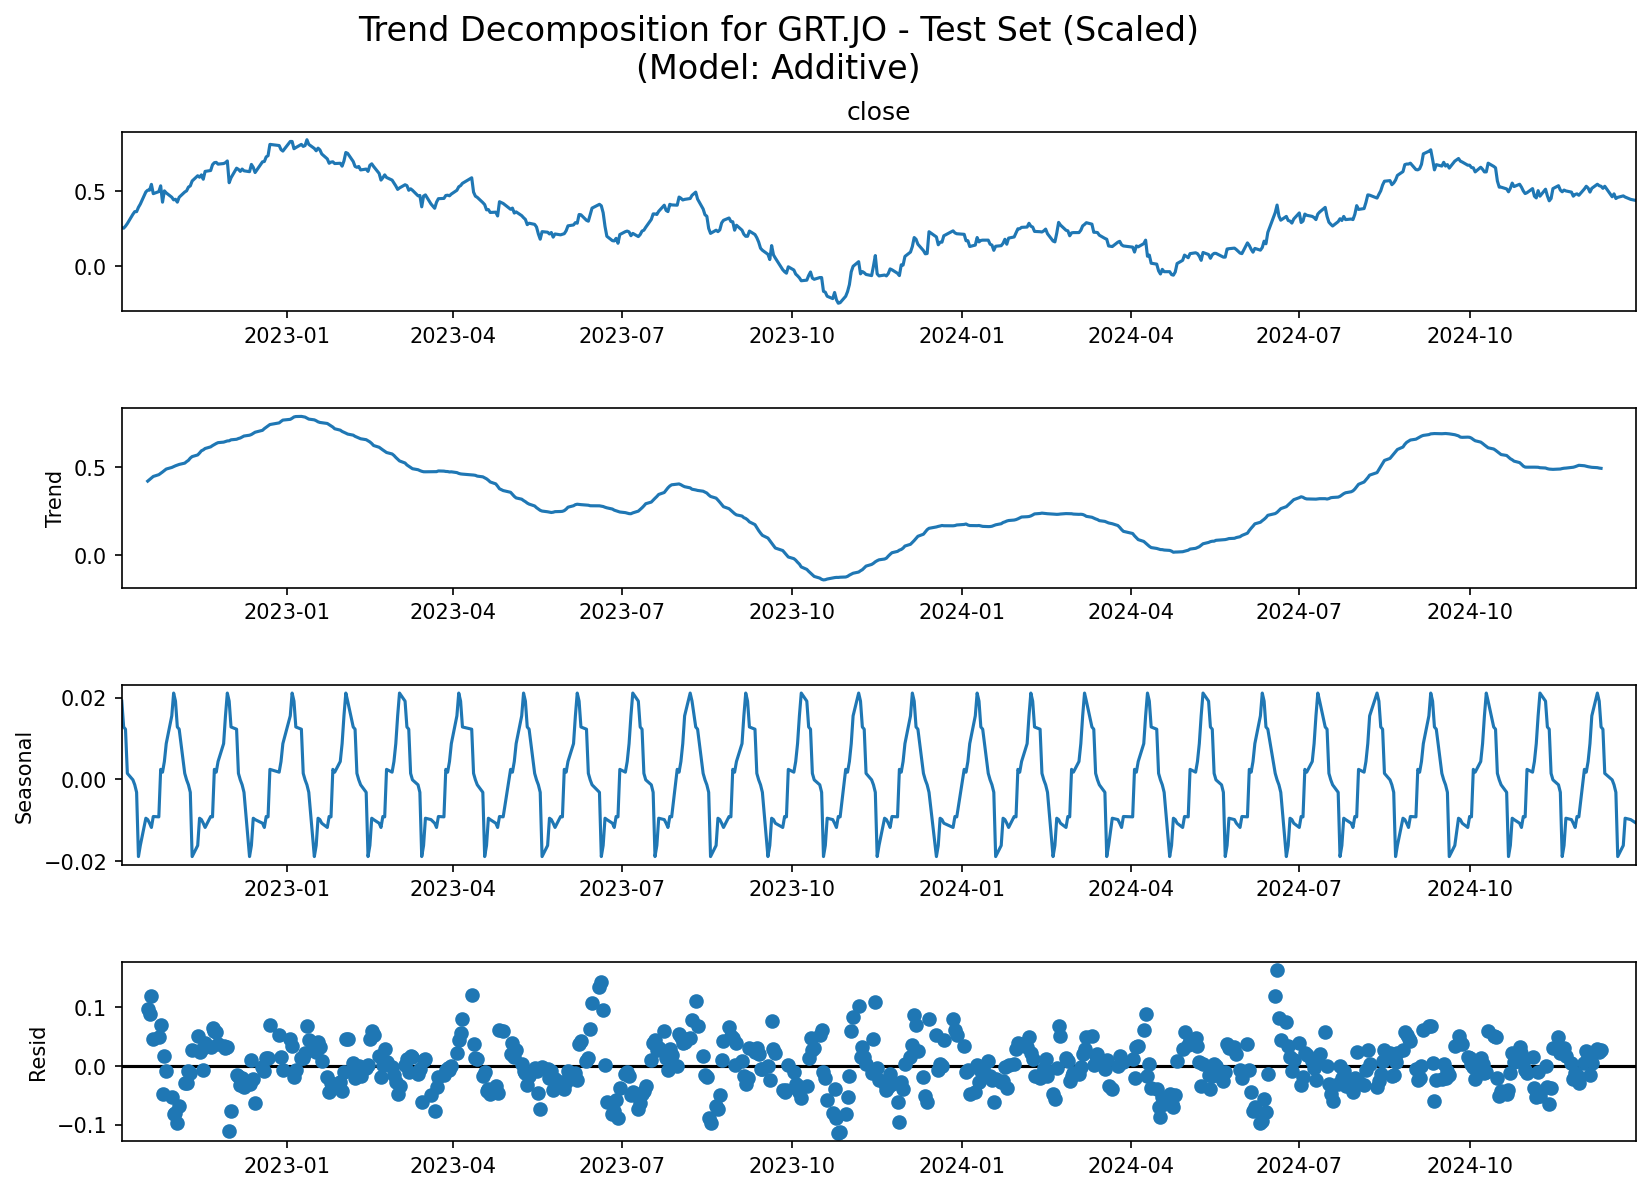 Trend Decomposition for GRT.JO - Test Set (Scaled)
(Model: Additive)
close
0.5
0.0
2023-01 2023-04 2023-07 2023-10 2024-01 2024-04 2024-07 2024-10
Trend
0.5
0.0
2023-01 2023-04 2023-07 2023-10 2024-01 2024-04 2024-07 2024-10
Seasonal
0.02
0.00
−0.02
2023-01 2023-04 2023-07 2023-10 2024-01 2024-04 2024-07 2024-10
Resid
0.1
0.0
−0.1
2023-01 2023-04 2023-07 2023-10 2024-01 2024-04 2024-07 2024-10